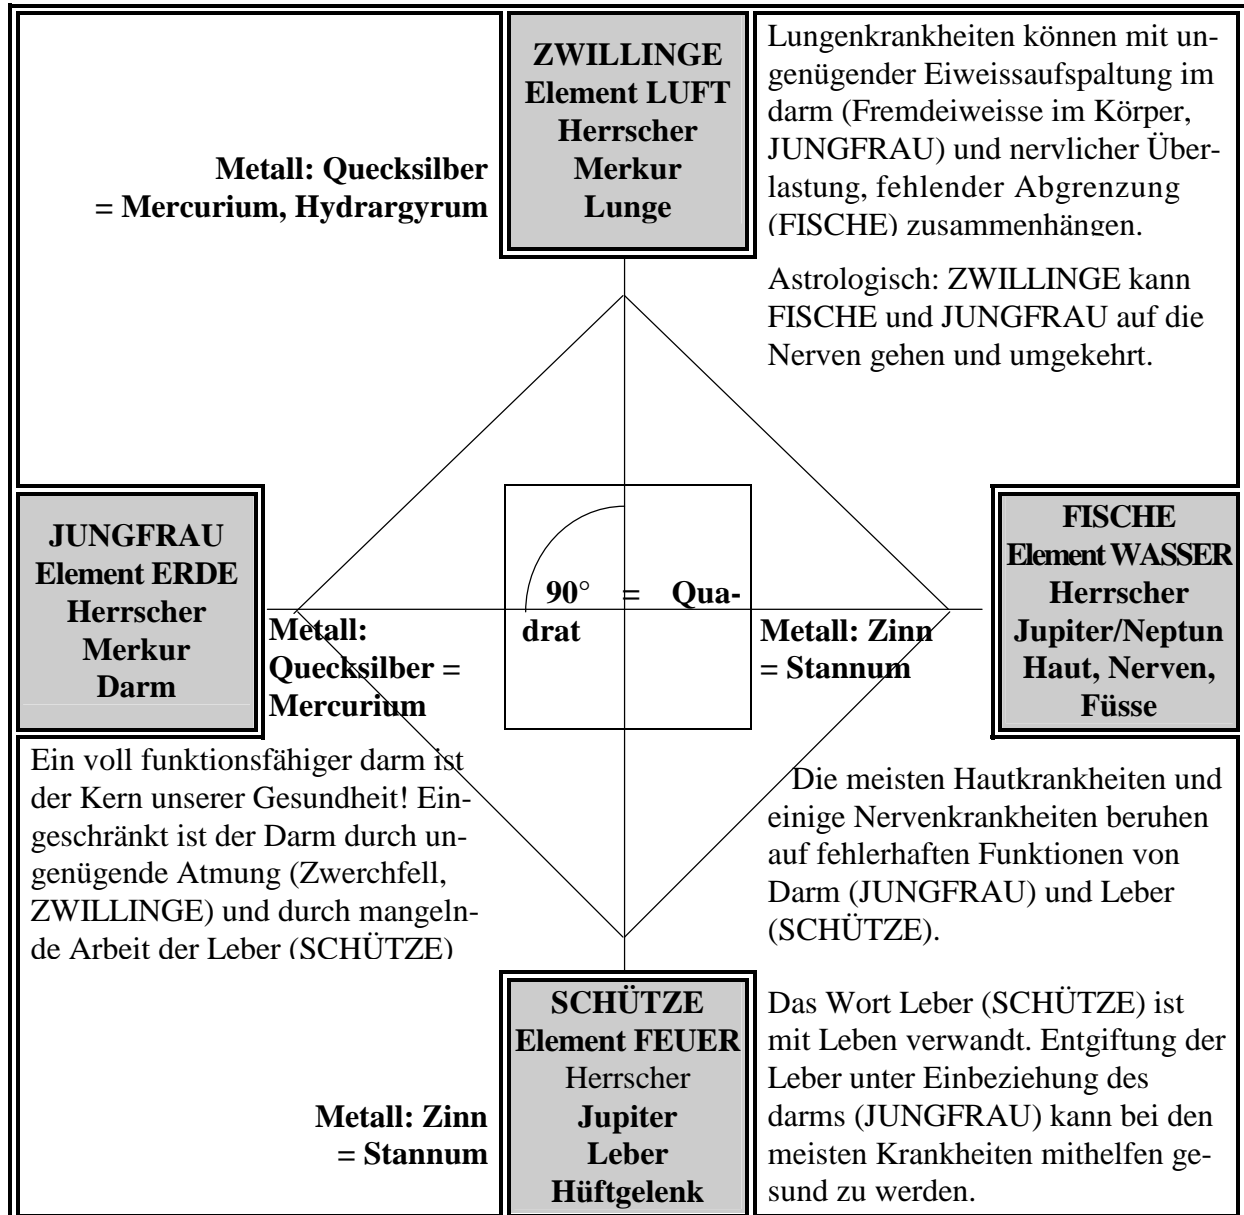 ZWILLINGE
Element LUFT
Herrscher
Merkur
Lunge
Metall: Quecksilber
= Mercurium, Hydrargyrum
Lungenkrankheiten können mit un-
genügender Eiweissaufspaltung im
darm (Fremdeiweisse im Körper,
JUNGFRAU) und nervlicher Über-
lastung, fehlender Abgrenzung
(FISCHE) zusammenhängen.
Astrologisch: ZWILLINGE kann
FISCHE und JUNGFRAU auf die
Nerven gehen und umgekehrt.
JUNGFRAU
Element ERDE
Herrscher
Merkur
Darm
Metall:
Quecksilber =
Mercurium
90° = Qua-
drat
Metall: Zinn
= Stannum
FISCHE
Element WASSER
Herrscher
Jupiter/Neptun
Haut, Nerven,
Füsse
Ein voll funktionsfähiger darm ist
der Kern unserer Gesundheit! Ein-
geschränkt ist der Darm durch un-
genügende Atmung (Zwerchfell,
ZWILLINGE) und durch mangeln-
de Arbeit der Leber (SCHÜTZE)
Die meisten Hautkrankheiten und
einige Nervenkrankheiten beruhen
auf fehlerhaften Funktionen von
Darm (JUNGFRAU) und Leber
(SCHÜTZE).
Metall: Zinn
= Stannum
SCHÜTZE
Element FEUER
Herrscher
Jupiter
Leber
Hüftgelenk
Das Wort Leber (SCHÜTZE) ist
mit Leben verwandt. Entgiftung der
Leber unter Einbeziehung des
darms (JUNGFRAU) kann bei den
meisten Krankheiten mithelfen ge-
sund zu werden.